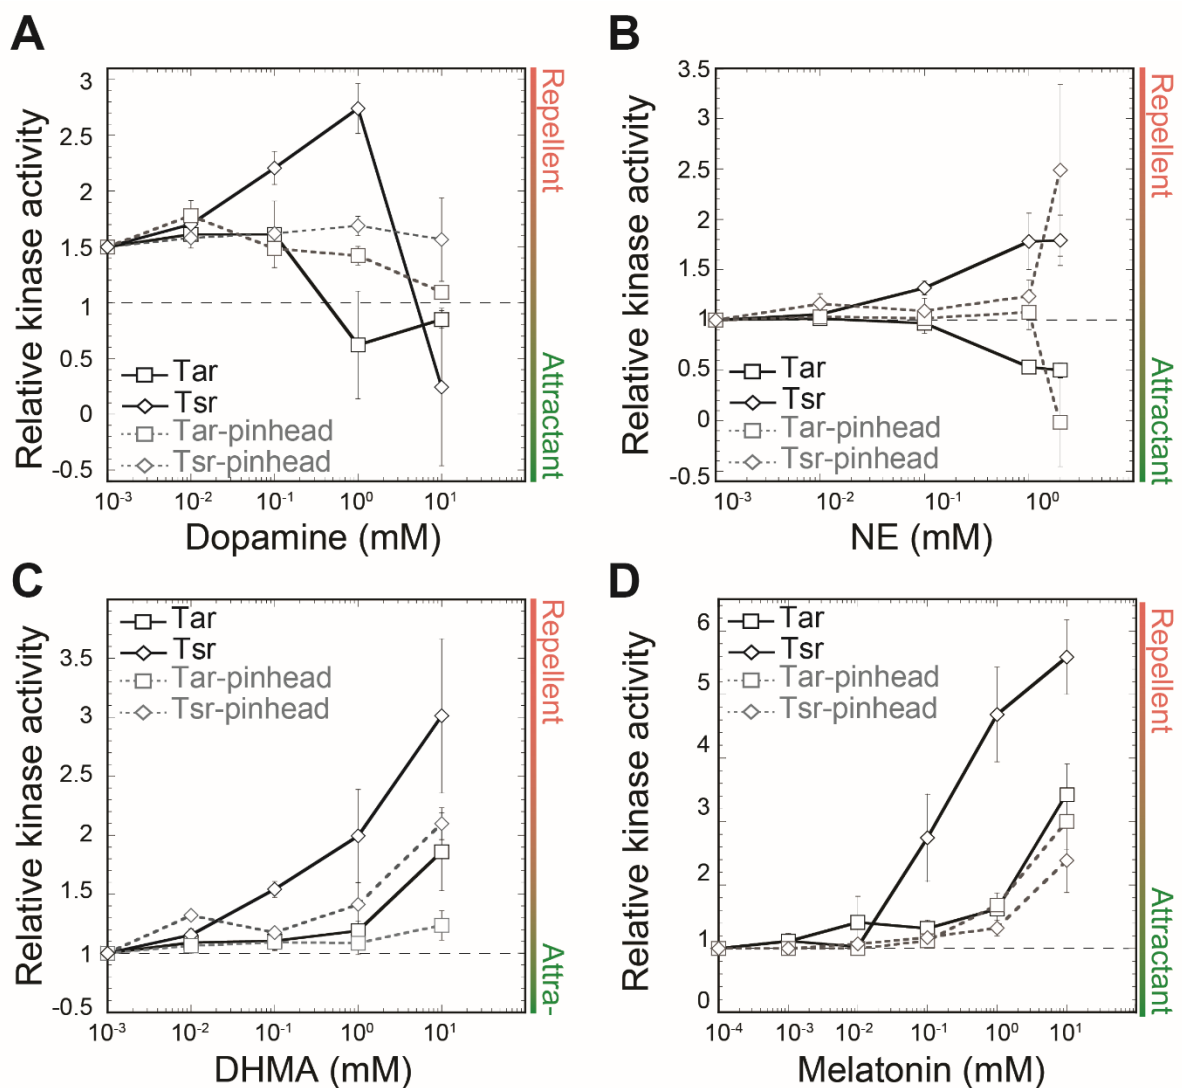 A
Relative kinase activity
3
2.5
2
1.5
1
0.5
0
-0.5
Tar
Tsr
Tar-pinhead
Tsr-pinhead
10-3
10-2
10-1
100
101
Dopamine (mM)
Repellent
Attractant
B
Relative kinase activity
3.5
3
2.5
2
1.5
1
0.5
0
-0.5
Tar
Tsr
Tar-pinhead
Tsr-pinhead
10-3
10-2
10-1
100
NE (mM)
Repellent
Attractant
C
Relative kinase activity
3.5
3
2.5
2
1.5
1
-0.5
Tar
Tsr
Tar-pinhead
Tsr-pinhead
10-3
10-2
10-1
100
101
DHMA (mM)
Repellent
Attra-
D
Relative kinase activity
6
5
4
3
2
1
0
Tar
Tsr
Tar-pinhead
Tsr-pinhead
10-4
10-3
10-2
10-1
100
101
Melatonin (mM)
Repellent
Attractant